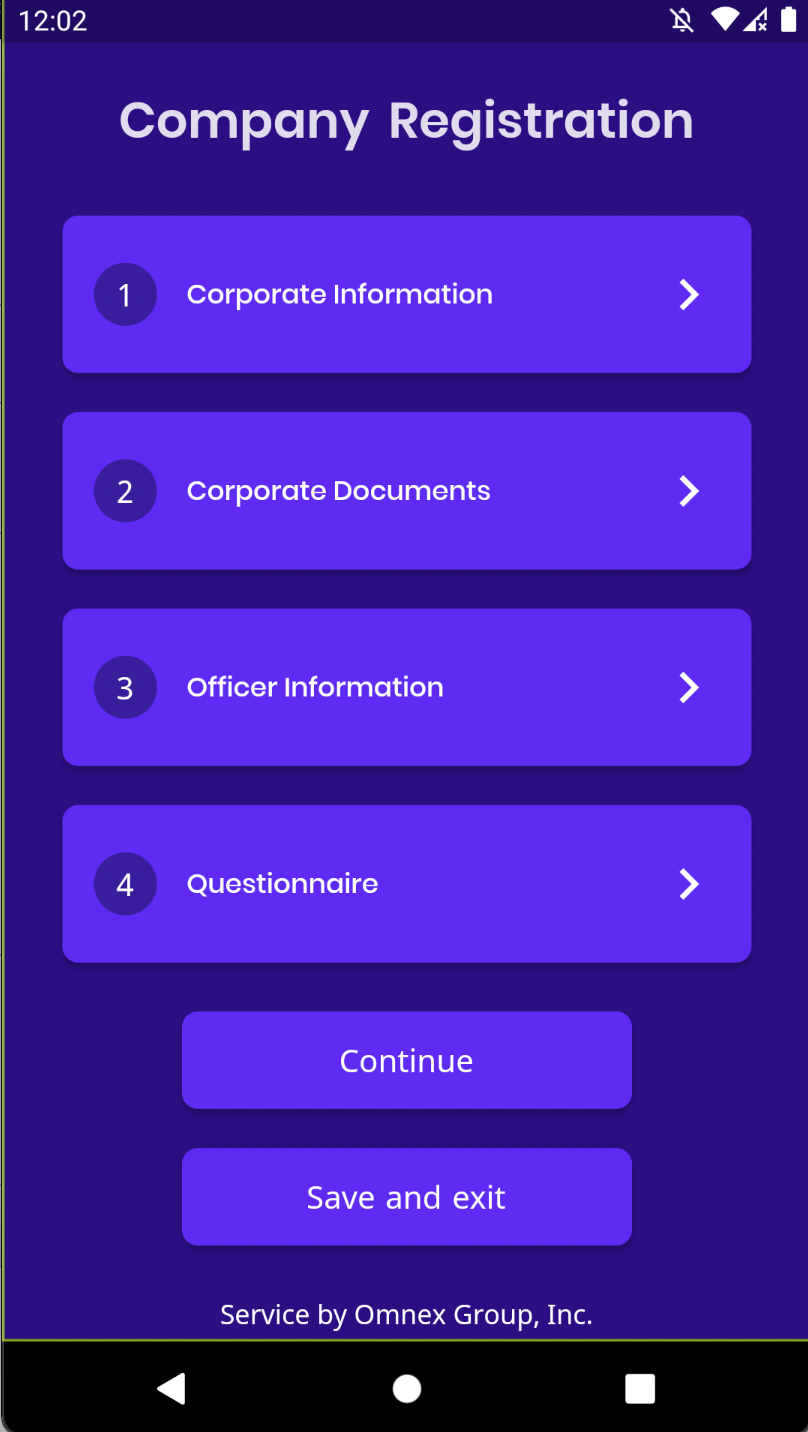 12:02
Company Registration
1 Corporate Information
2 Corporate Documents
3 Officer Information
4 Questionnaire
Continue
Save and exit
Service by Omnex Group, Inc.